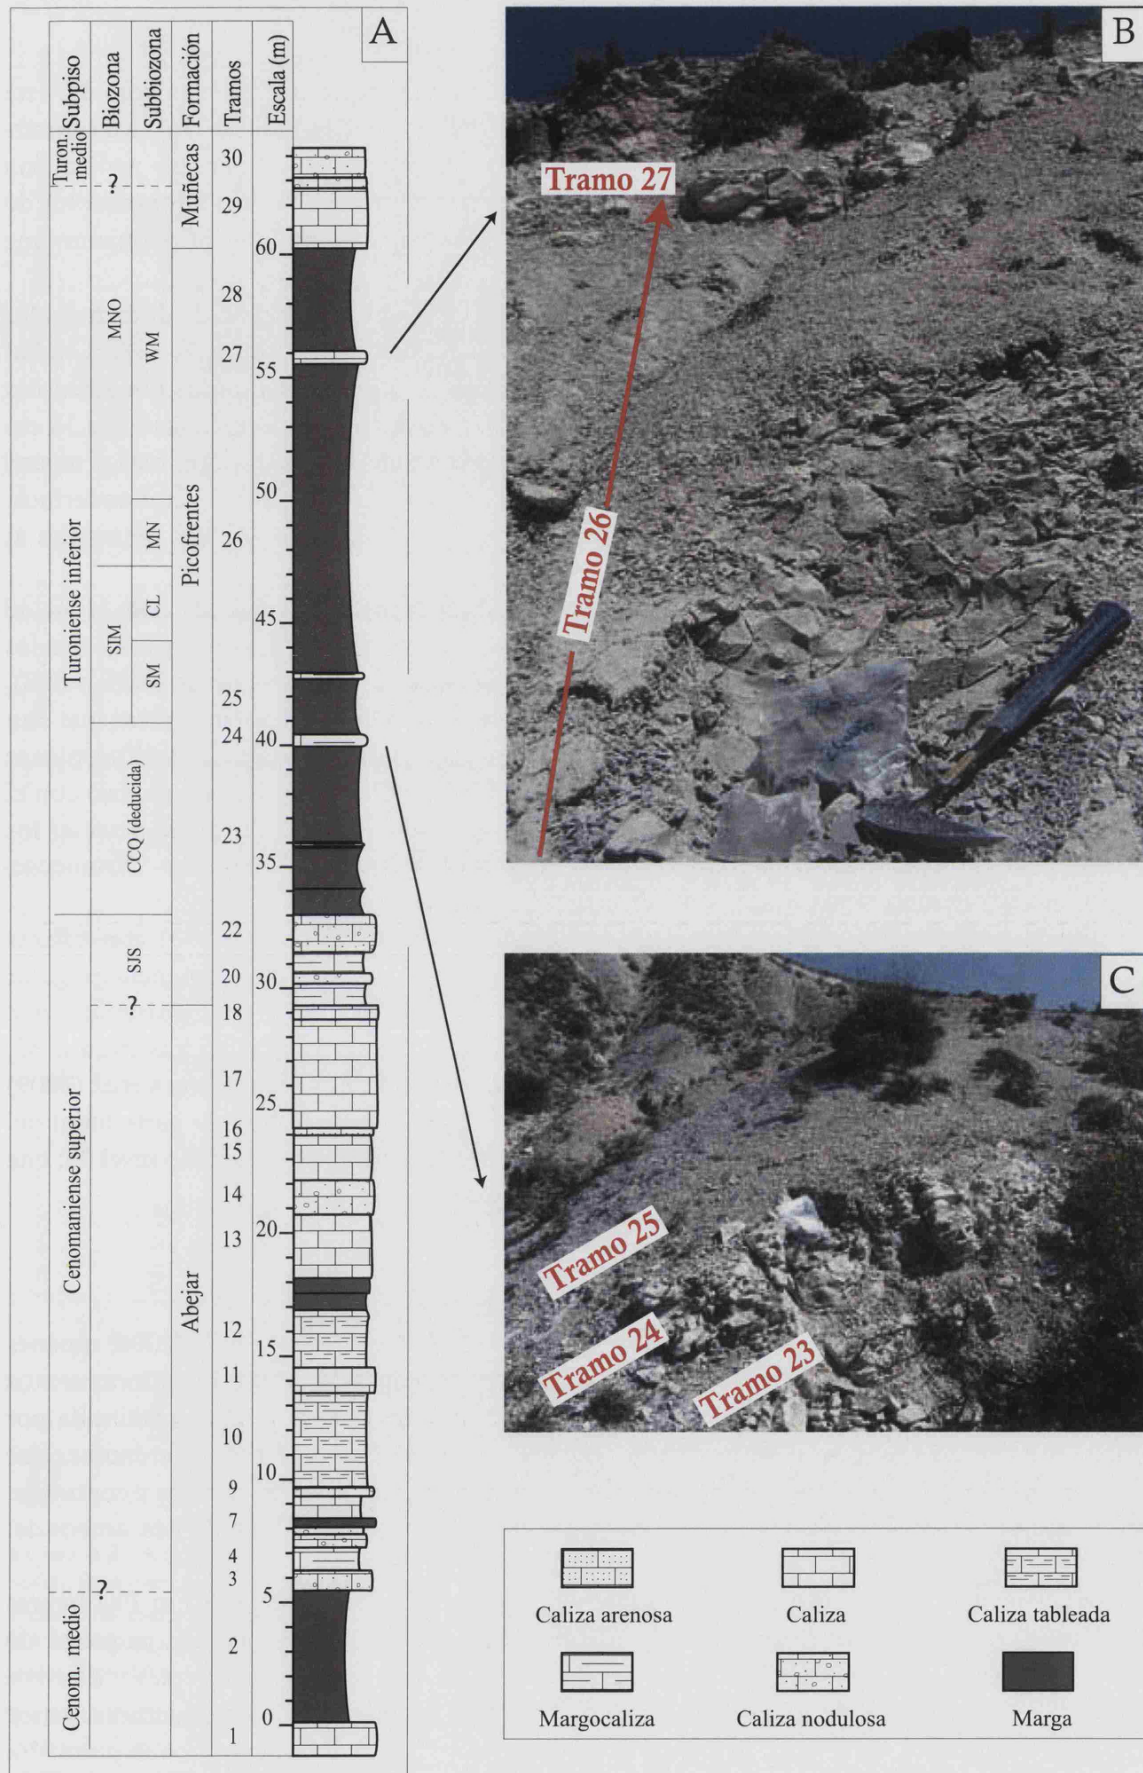 A
Subpiso
Biozona
Subbiozona
Formación
Tramos
Escala (m)
Turon. medio
Turoniense inferior
Cenomaniense superior
Cenom. medio
?
MNO
SIM
CCQ (deducida)
SJS
?
?
WM
MN
CL
SM
Muñecas
Picofrentes
Abejar
30
29
28
27
26
25
24
23
22
20
18
17
16
15
14
13
12
11
10
9
7
4
3
2
1
60
55
50
45
40
35
30
25
20
15
10
5
0
B
Tramo 27
Tramo 26
C
Tramo 25
Tramo 24
Tramo 23
Caliza arenosa
Caliza
Caliza tableada
Margocaliza
Caliza nodulosa
Marga